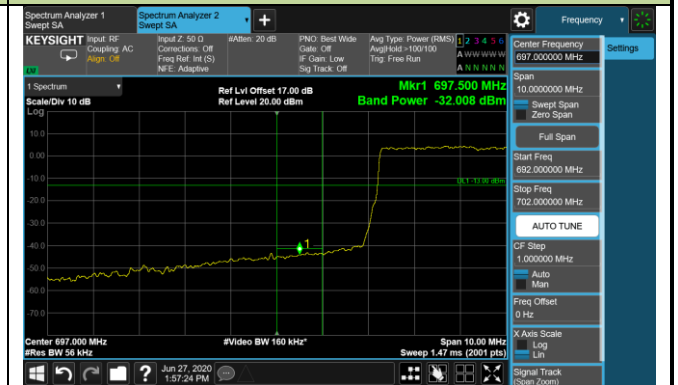 Spectrum Analyzer 1
Swept SA
Spectrum Analyzer 2
Swept SA
+
Frequency
KEYSIGHT
Input: RF
Coupling: AC
Align: Off
Input Z: 50 Ω
Corrections: Off
Freq Ref: Int (S)
NFE: Adaptive
#Atten: 20 dB
PNO: Best Wide
Gate: Off
IF Gain: Low
Sig Track: Off
Avg Type: Power (RMS)
Avg|Hold:>100/100
Trig: Free Run
1 2 3 4 5 6
A W W W W W
A N N N N N
LXI
1 Spectrum
Scale/Div 10 dB
Log
Ref Lvl Offset 17.00 dB
Ref Level 20.00 dBm
Mkr1 697.500 MHz
Band Power -32.008 dBm
10.0
0.00
-10.0
-20.0
-30.0
-40.0
-50.0
-60.0
-70.0
DL1 -13.00 dBm
1
Center 697.000 MHz
#Res BW 56 kHz
#Video BW 160 kHz*
Span 10.00 MHz
Sweep 1.47 ms (2001 pts)
Jun 27, 2020
1:57:24 PM
?
Center Frequency
697.000000 MHz
Span
10.0000000 MHz
Swept Span
Zero Span
Full Span
Start Freq
692.000000 MHz
Stop Freq
702.000000 MHz
AUTO TUNE
CF Step
1.000000 MHz
Auto
Man
Freq Offset
0 Hz
X Axis Scale
Log
Lin
Signal Track
(Span Zoom)
Settings